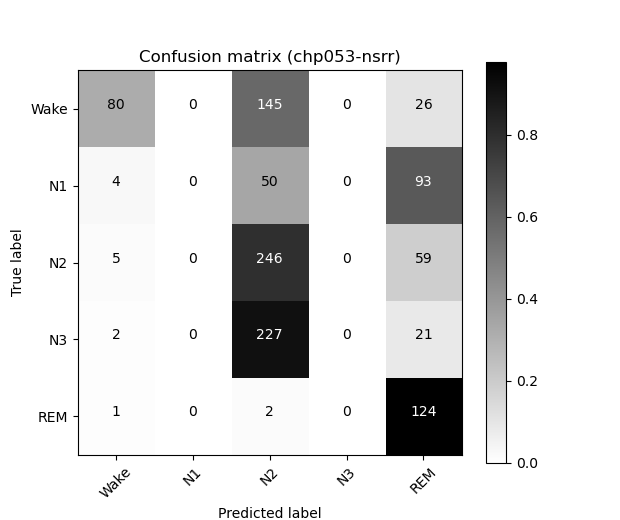 Confusion matrix (chp053-nsrr)
Wake 80 0 145 0 26
N1 4 0 50 0 93
N2 5 0 246 0 59
N3 2 0 227 0 21
REM 1 0 2 0 124
Wake N1 N2 N3 REM
Predicted label
True label
0.8
0.6
0.4
0.2
0.0